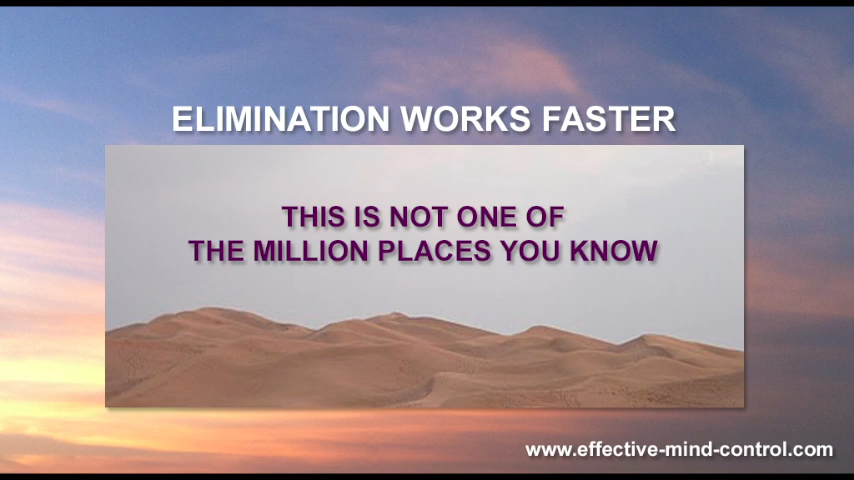 ELIMINATION WORKS FASTER
THIS IS NOT ONE OF
THE MILLION PLACES YOU KNOW
www.effective-mind-control.com